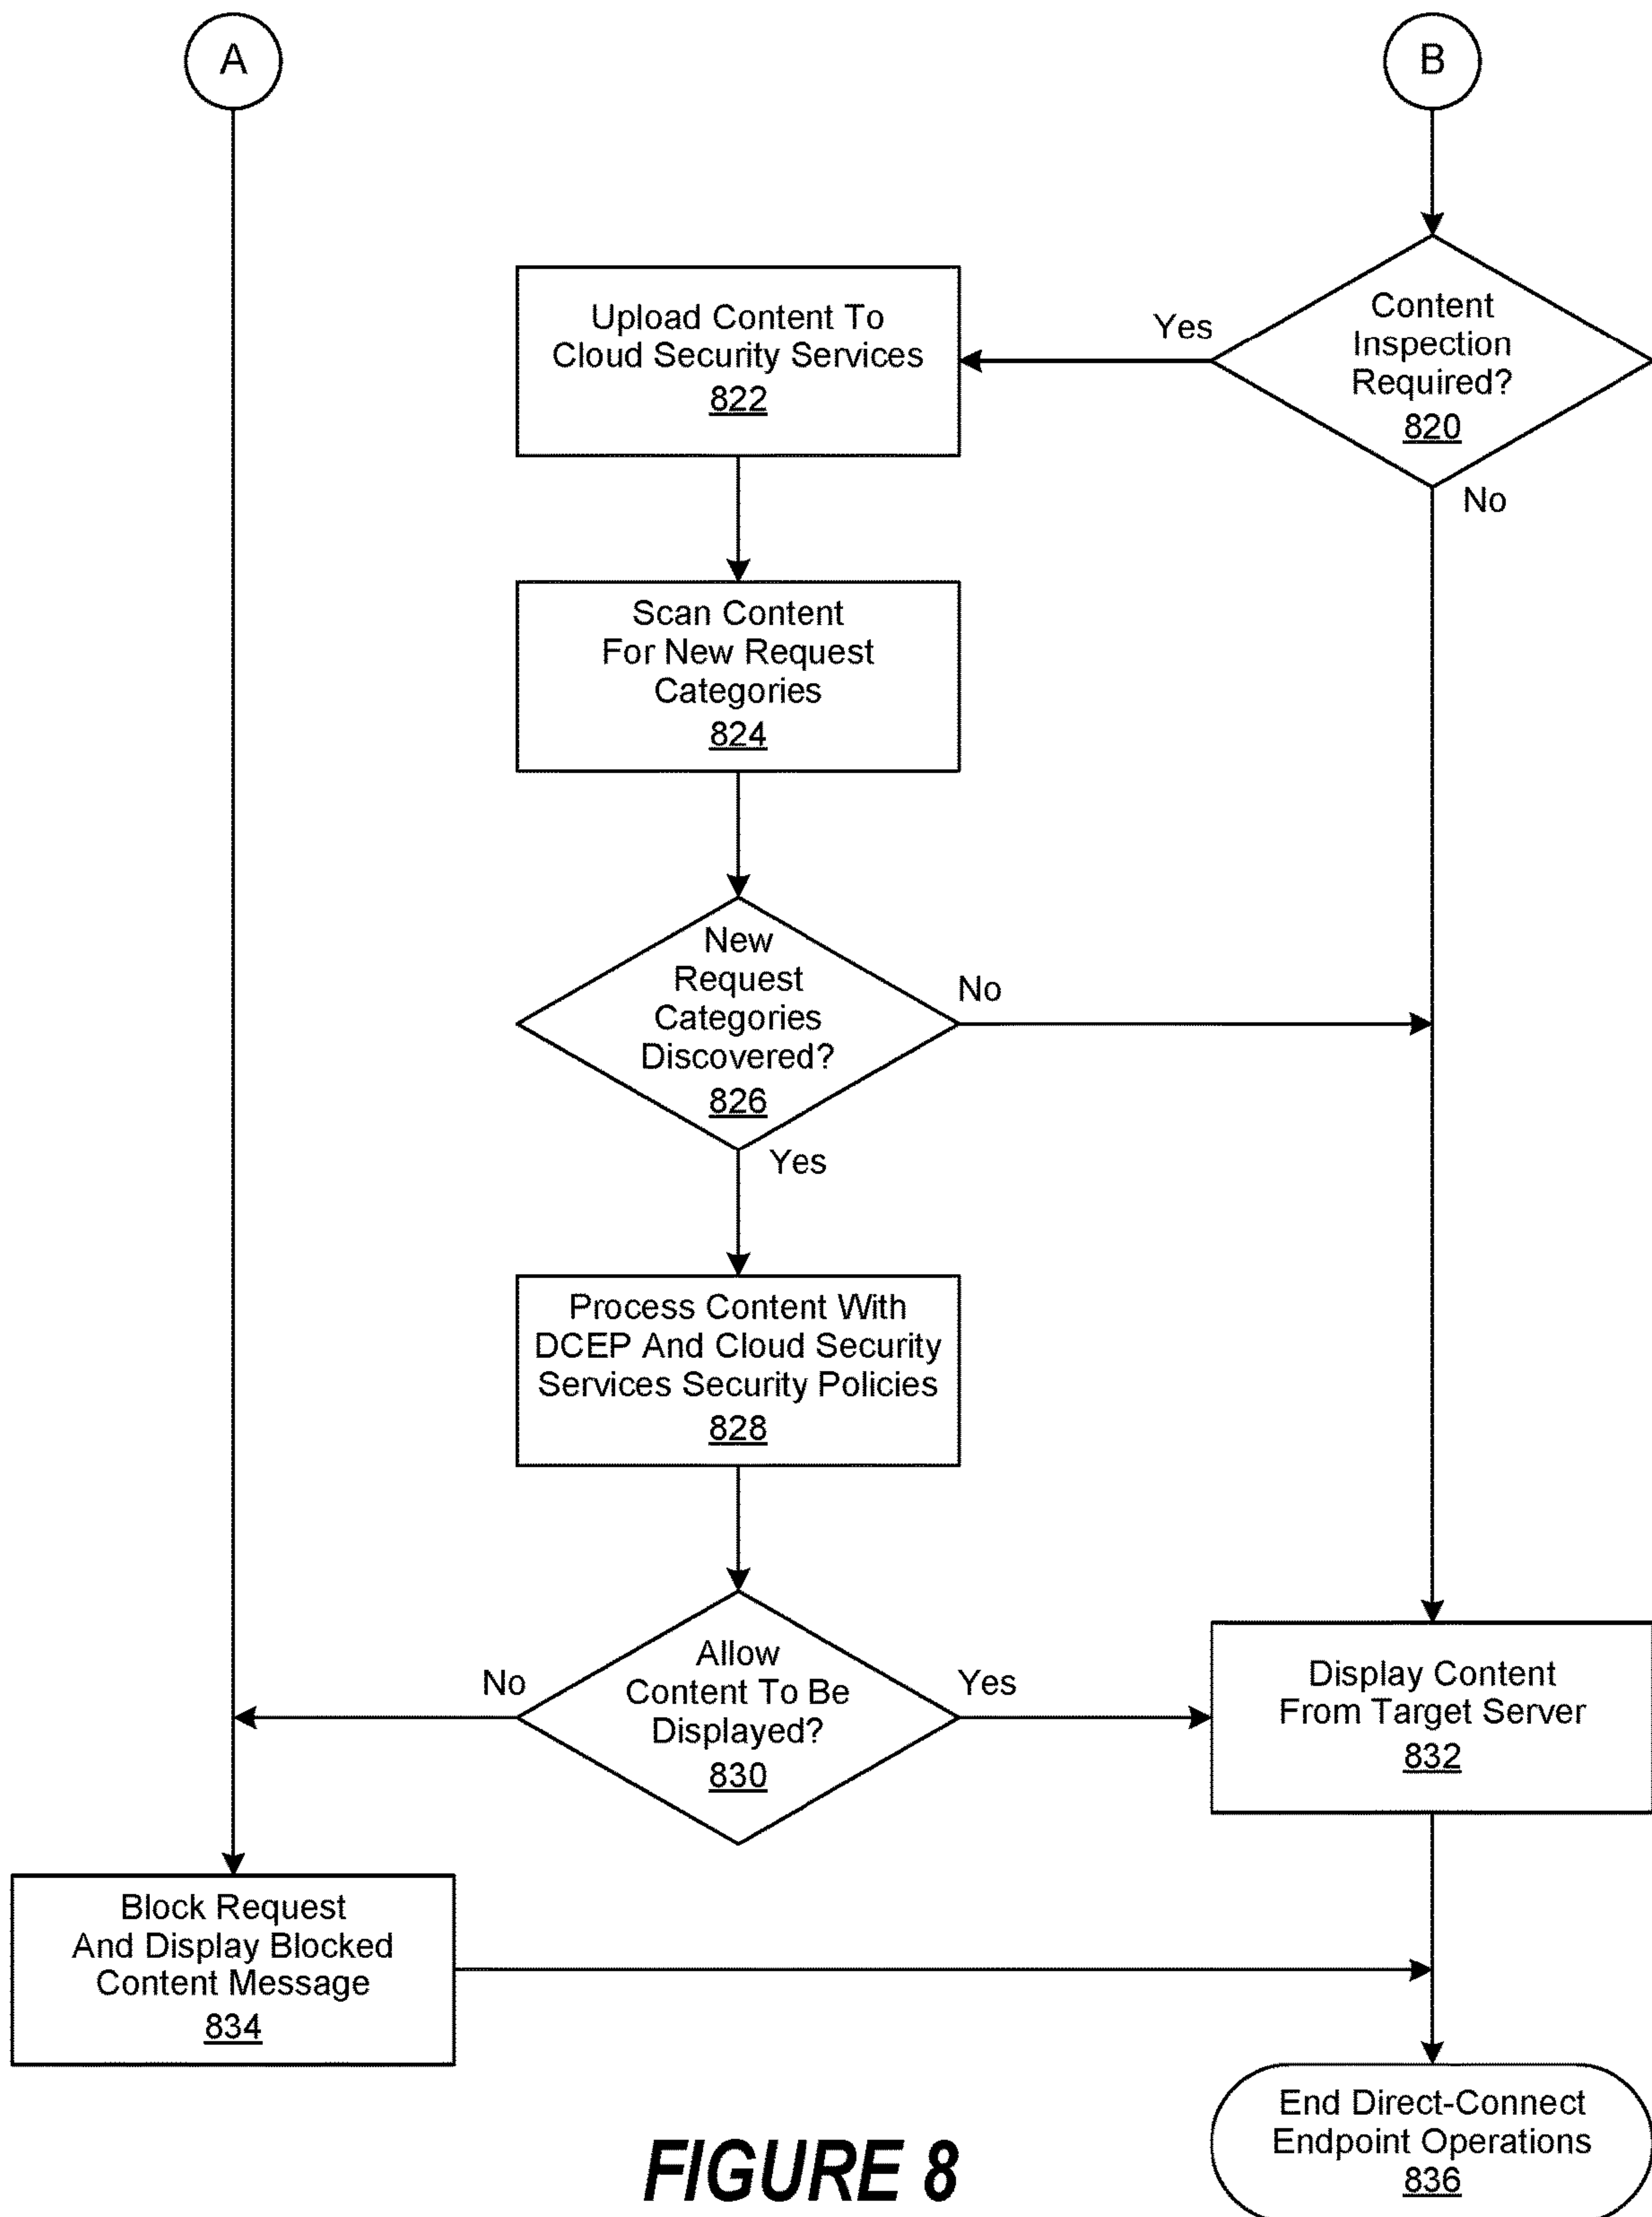 A
B
Content
Inspection
Required?
820
Yes
No
Upload Content To
Cloud Security Services
822
Scan Content
For New Request
Categories
824
New
Request
Categories
Discovered?
826
No
Yes
Process Content With
DCEP And Cloud Security
Services Security Policies
828
Allow
Content To Be
Displayed?
830
No
Yes
Display Content
From Target Server
832
Block Request
And Display Blocked
Content Message
834
End Direct-Connect
Endpoint Operations
836
FIGURE 8